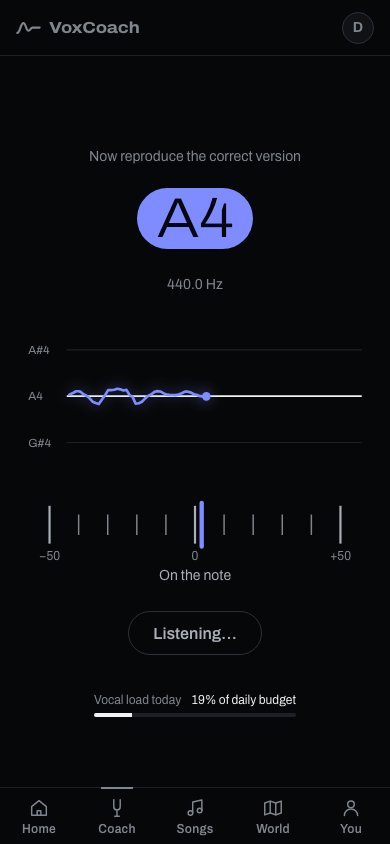 VoxCoach
D
Now reproduce the correct version
A4
440.0 Hz
A#4
A4
G#4
−50 0 +50
On the note
Listening...
Vocal load today 19% of daily budget
Home Coach Songs World You